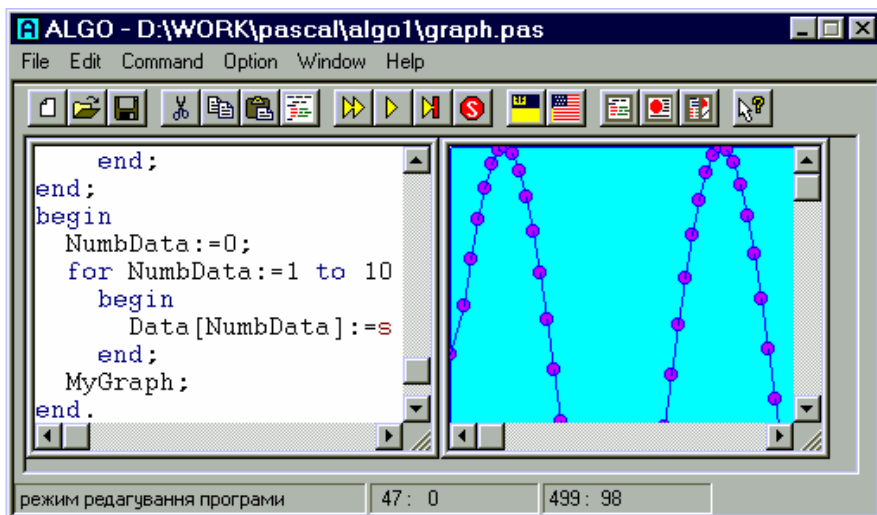 ALGO - D:\WORK\pascal\algo1\graph.pas
File Edit Command Option Window Help
end;
end;
begin
NumbData:=0;
for NumbData:=1 to 10
begin
Data[NumbData]:=s
end;
MyGraph;
end.
режим редагування програми 47: 0 499: 98